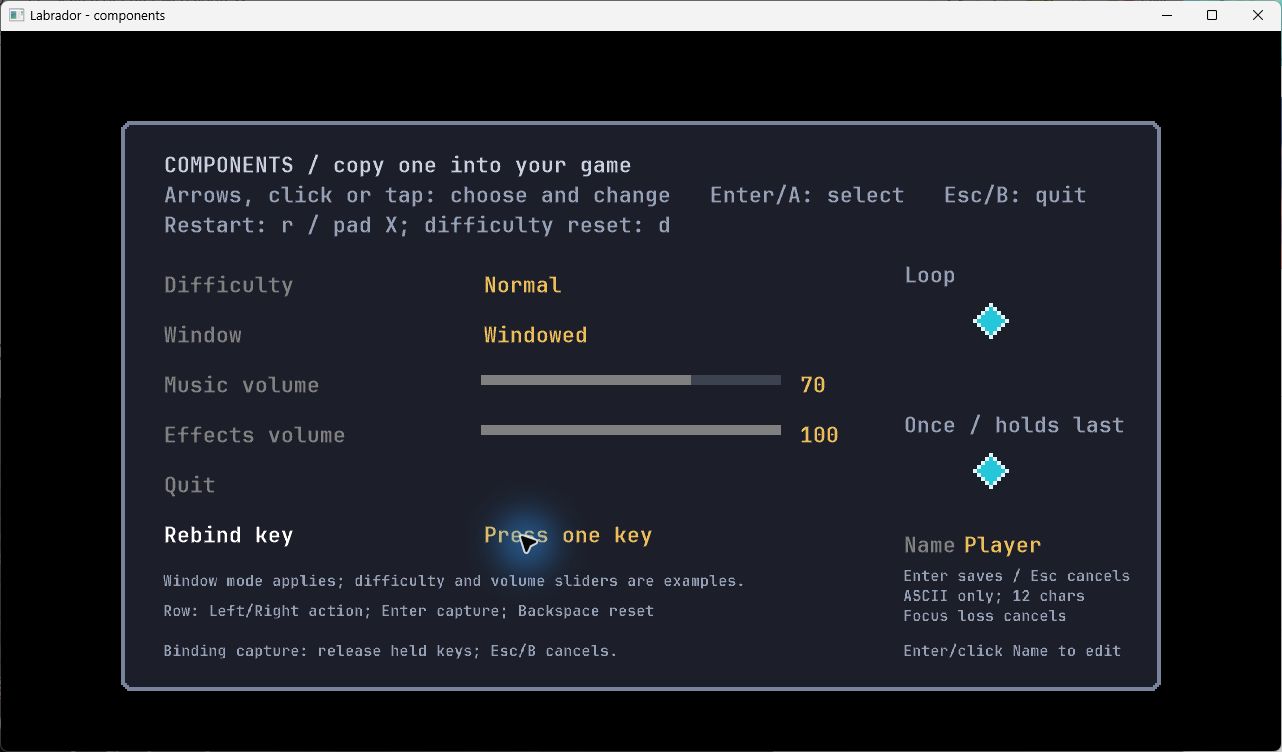 Labrador - components
COMPONENTS / copy one into your game
Arrows, click or tap: choose and change Enter/A: select Esc/B: quit
Restart: r / pad X; difficulty reset: d
Difficulty Normal
Window Windowed
Music volume 70
Effects volume 100
Quit
Rebind key Press one key
Window mode applies; difficulty and volume sliders are examples.
Row: Left/Right action; Enter capture; Backspace reset
Binding capture: release held keys; Esc/B cancels.
Loop
Once / holds last
Name Player
Enter saves / Esc cancels
ASCII only; 12 chars
Focus loss cancels
Enter/click Name to edit